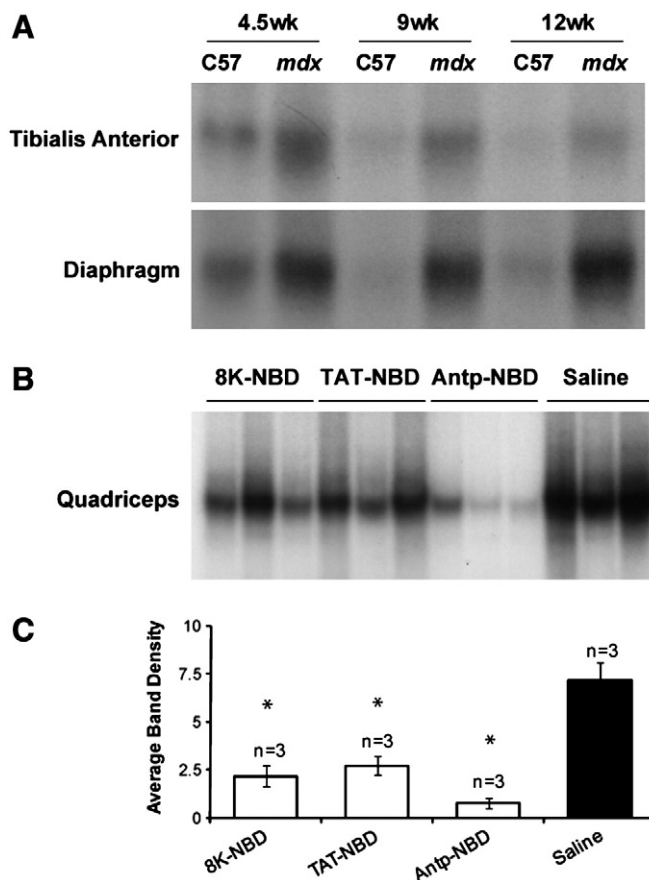 A
4.5wk 9wk 12wk
C57 mdx C57 mdx C57 mdx
Tibialis Anterior
Diaphragm
B
8K-NBD TAT-NBD Antp-NBD Saline
Quadriceps
C
Average Band Density
10
7.5
5
2.5
0
* * *
n=3 n=3 n=3 n=3
8K-NBD TAT-NBD Antp-NBD Saline